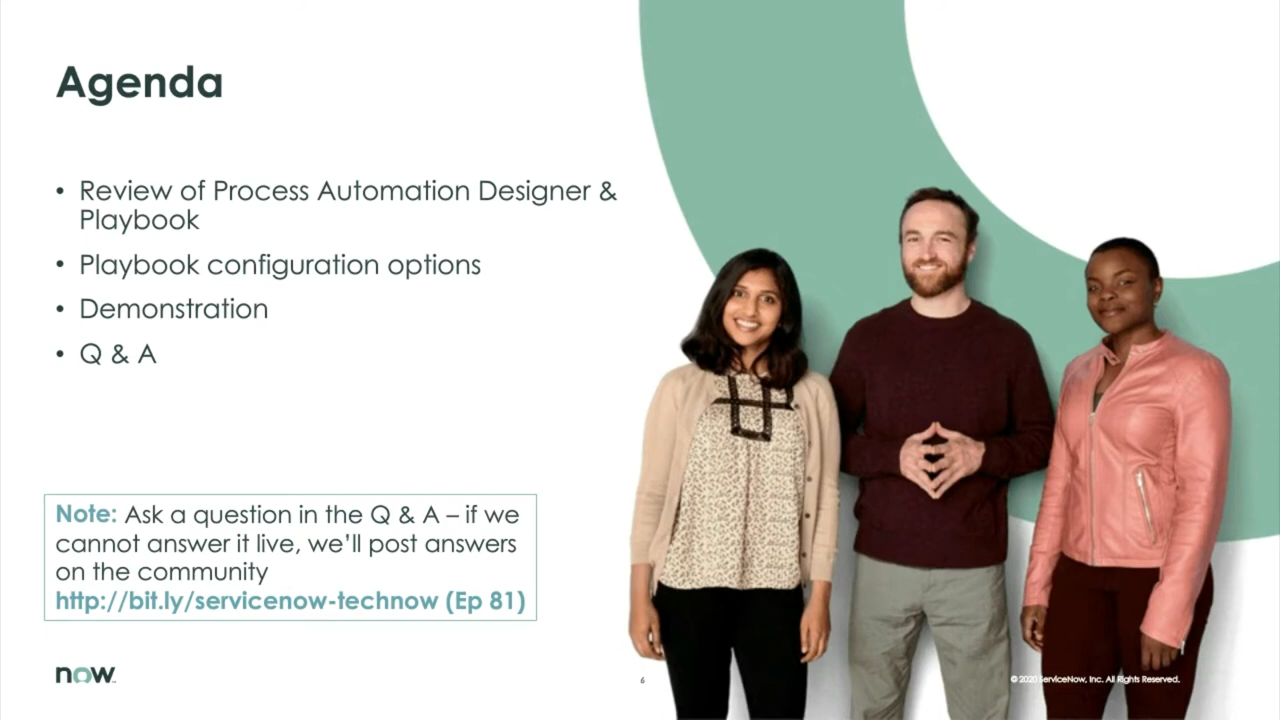 Agenda
• Review of Process Automation Designer &
Playbook
• Playbook configuration options
• Demonstration
• Q & A
Note: Ask a question in the Q & A – if we
cannot answer it live, we’ll post answers
on the community
http://bit.ly/servicenow-technow (Ep 81)
now
6
© 2020 ServiceNow, Inc. All Rights Reserved.